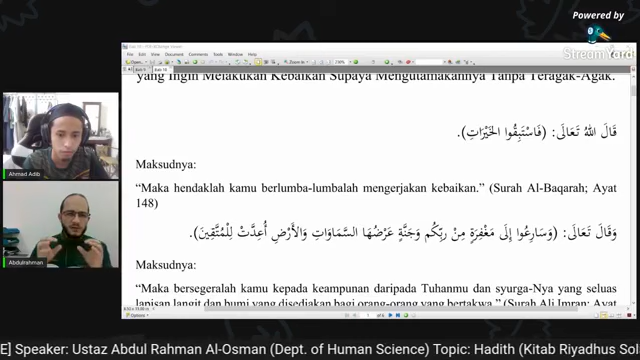 Powered by
StreamYard
yang Ingin Melakukan Kebaikan Supaya Mengutamakannya Tanpa Teragak-Agak.
قَالَ اللهُ تَعَالَى: (فَاسْتَبِقُوا الخَيْرَاتِ).
Maksudnya:
“Maka hendaklah kamu berlumba-lumbalah mengerjakan kebaikan.” (Surah Al-Baqarah; Ayat
148)
وَقَالَ تَعَالَى: (وَسَارِعُوا إِلَى مَغْفِرَةٍ مِنْ رَبِّكُم وَجَنَّةٍ عَرْضُهَا السَّمَاوَاتِ وَالأَرْضِ أُعِدَّتْ لِلْمُتَّقِينَ).
Maksudnya:
“Maka bersegeralah kamu kepada keampunan daripada Tuhanmu dan syurga-Nya yang seluas
lapisan langit dan bumi yang disediakan bagi orang-orang yang bertakwa.” (Surah Ali Imran; Ayat
Ahmad Adib
Abdulrahman
E] Speaker: Ustaz Abdul Rahman Al-Osman (Dept. of Human Science) Topic: Hadith (Kitab Riyadhus Sol